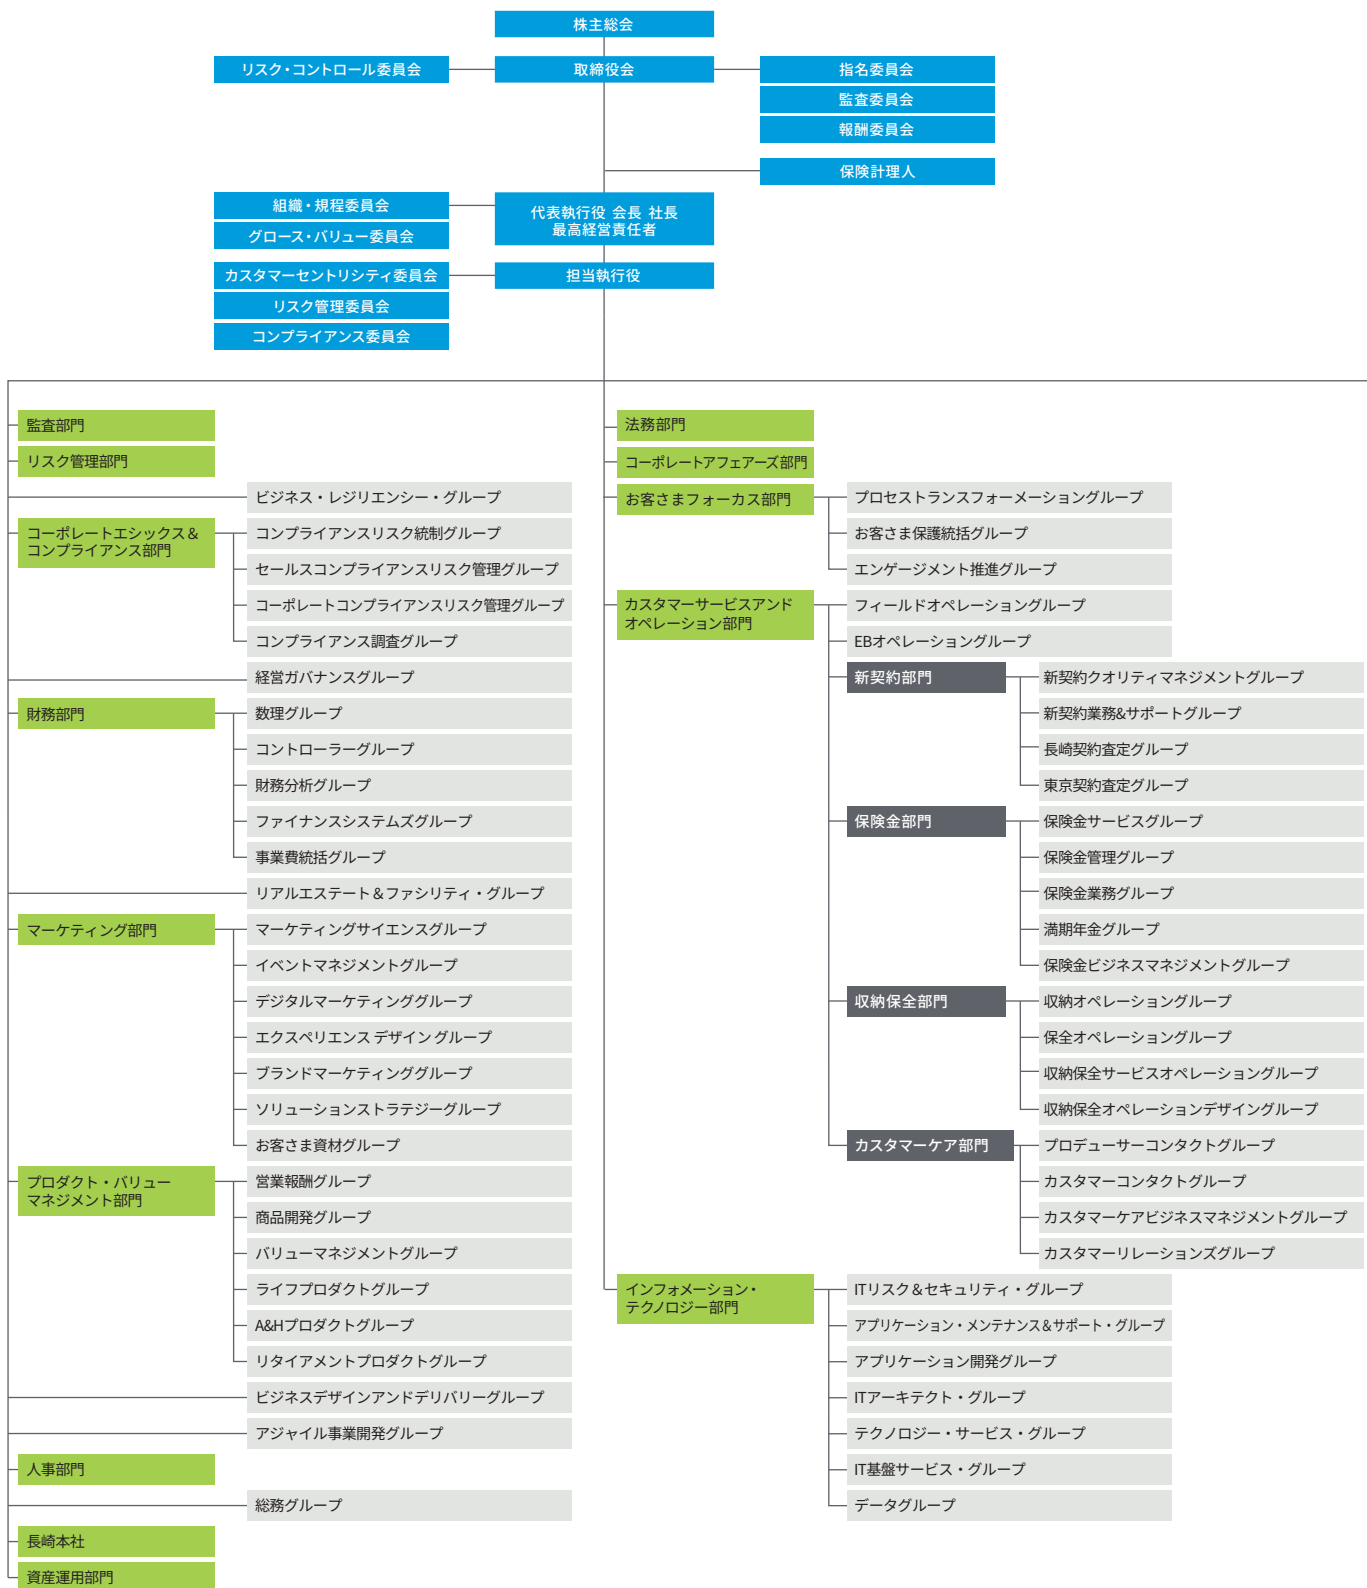 株主総会
リスク・コントロール委員会
取締役会
指名委員会
監査委員会
報酬委員会
保険計理人
組織・規程委員会
グロース・バリュー委員会
代表執行役 会長 社長
最高経営責任者
カスタマーセントリシティ委員会
担当執行役
リスク管理委員会
コンプライアンス委員会
監査部門
リスク管理部門
ビジネス・レジリエンシー・グループ
コーポレートエシックス＆
コンプライアンス部門
コンプライアンスリスク統制グループ
セールスコンプライアンスリスク管理グループ
コーポレートコンプライアンスリスク管理グループ
コンプライアンス調査グループ
経営ガバナンスグループ
財務部門
数理グループ
コントローラーグループ
財務分析グループ
ファイナンスシステムズグループ
事業費統括グループ
リアルエステート＆ファシリティ・グループ
マーケティング部門
マーケティングサイエンスグループ
イベントマネジメントグループ
デジタルマーケティンググループ
エクスペリエンス デザイン グループ
ブランドマーケティンググループ
ソリューションストラテジーグループ
お客さま資材グループ
プロダクト・バリュー
マネジメント部門
営業報酬グループ
商品開発グループ
バリューマネジメントグループ
ライフプロダクトグループ
A&Hプロダクトグループ
リタイアメントプロダクトグループ
ビジネスデザインアンドデリバリーグループ
アジャイル事業開発グループ
人事部門
総務グループ
長崎本社
資産運用部門
法務部門
コーポレートアフェアーズ部門
お客さまフォーカス部門
プロセストランスフォーメーショングループ
お客さま保護統括グループ
エンゲージメント推進グループ
カスタマーサービスアンド
オペレーション部門
フィールドオペレーショングループ
EBオペレーショングループ
新契約部門
新契約クオリティマネジメントグループ
新契約業務&サポートグループ
長崎契約査定グループ
東京契約査定グループ
保険金部門
保険金サービスグループ
保険金管理グループ
保険金業務グループ
満期年金グループ
保険金ビジネスマネジメントグループ
収納保全部門
収納オペレーショングループ
保全オペレーショングループ
収納保全サービスオペレーショングループ
収納保全オペレーションデザイングループ
カスタマーケア部門
プロデューサーコンタクトグループ
カスタマーコンタクトグループ
カスタマーケアビジネスマネジメントグループ
カスタマーリレーションズグループ
インフォメーション・
テクノロジー部門
ITリスク＆セキュリティ・グループ
アプリケーション・メンテナンス＆サポート・グループ
アプリケーション開発グループ
ITアーキテクト・グループ
テクノロジー・サービス・グループ
IT基盤サービス・グループ
データグループ